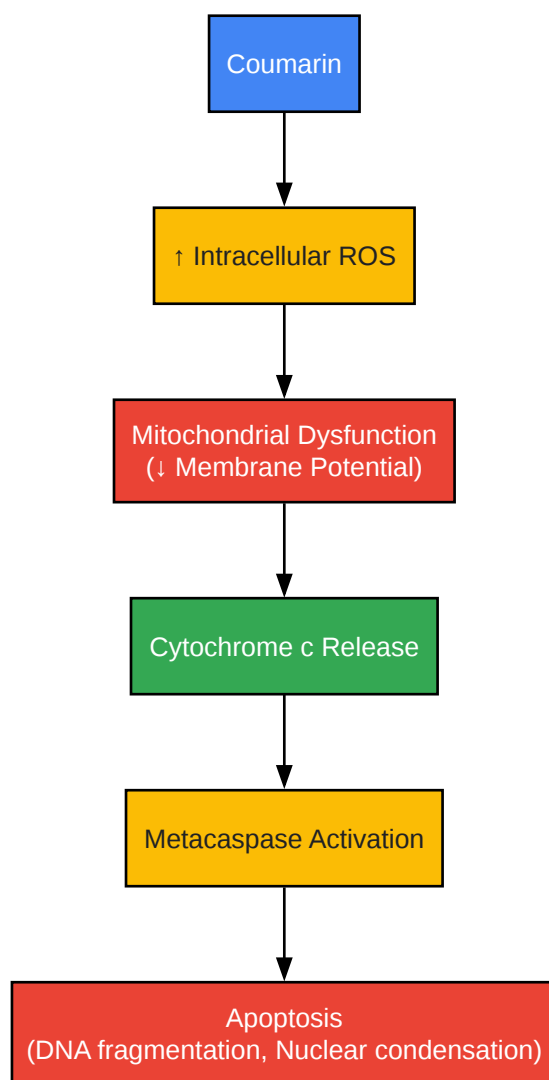 Coumarin
↑ Intracellular ROS
Mitochondrial Dysfunction
(↓ Membrane Potential)
Cytochrome c Release
Metacaspase Activation
Apoptosis
(DNA fragmentation, Nuclear condensation)